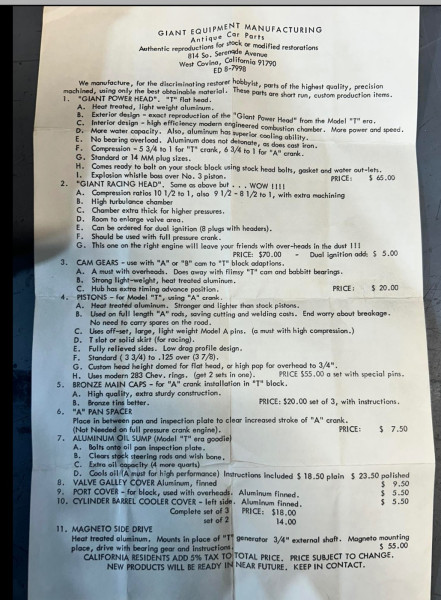 GIANT EQUIPMENT MANUFACTURING
Antique Car Parts
Authentic reproductions for stock or modified restorations
814 So. Serenade Avenue
West Covina, California 91790
ED 8-7998
We manufacture, for the discriminating restorer hobbyist, parts of the highest quality, precision
machined, using only the best obtainable material. These parts are short run, custom production items.
1. "GIANT POWER HEAD". "T" flat head.
A. Heat treated, light weight aluminum.
B. Exterior design - exact reproduction of the "Giant Power Head" from the Model "T" era.
C. Interior design - high efficiency modern engineered combustion chamber. More power and speed.
D. More water capacity. Also, aluminum has superior cooling ability.
E. No bearing overload. Aluminum does not detonate, as does cast iron.
F. Compression - 5 3/4 to 1 for "T" crank, 6 3/4 to 1 for "A" crank.
G. Standard or 14 MM plug sizes.
H. Comes ready to bolt on your stock block using stock head bolts, gasket and water out-lets.
I. Explosion whistle boss over No. 3 piston. PRICE: $ 65.00
2. "GIANT RACING HEAD". Same as above but . . . WOW ! ! ! !
A. Compression ratios 10 1/2 to 1, also 9 1/2 - 8 1/2 to 1, with extra machining
B. High turbulance chamber
C. Chamber extra thick for higher pressures.
D. Room to enlarge valve area.
E. Can be ordered for dual ignition (8 plugs with headers).
F. Should be used with full pressure crank.
G. This one on the right engine will leave your friends with over-heads in the dust ! ! !
PRICE: $70.00 - Dual ignition add: $ 5.00
3. CAM GEARS - use with "A" or "B" cam to "T" block adaptions.
A. A must with overheads. Does away with flimsy "T" cam and babbit bearings.
B. Strong light-weight, heat treated aluminum.
C. Hub has extra timing advance position. PRICE: $ 20.00
4. PISTONS - for Model "T", using "A" crank.
A. Heat treated aluminum. Stronger and lighter than stock pistons.
B. Used on full length "A" rods, saving cutting and welding costs. End worry about breakage.
No need to carry spares on the road.
C. Uses off-set, large, light weight Model A pins. (a must with high compression.)
D. T slot or solid skirt (for racing).
E. Fully relieved sides. Low drag profile design.
F. Standard ( 3 3/4) to .125 over (3 7/8).
G. Custom head height domed for flat head, or high pop for overhead to 3/4".
H. Uses modern 283 Chev. rings. (get 2 sets in one). PRICE $55.00 a set with special pins.
5. BRONZE MAIN CAPS - for "A" crank installation in "T" block.
A. High quality, extra sturdy construction.
B. Bronze tins better. PRICE: $20.00 set of 3, with instructions.
6. "A" PAN SPACER
Place in between pan and inspection plate to clear increased stroke of "A" crank.
(Not Needed on full pressure crank engine). PRICE: $ 7.50
7. ALUMINUM OIL SUMP (Model "T" era goodie)
A. Bolts onto oil pan inspection plate.
B. Clears stock steering rods and wish bone.
C. Extra oil capacity (4 more quarts)
D. Cools oil (A must for high performance) Instructions included $ 18.50 plain $ 23.50 polished
8. VALVE GALLEY COVER Aluminum, finned $ 9.50
9. PORT COVER - for block, used with overheads. Aluminum finned. $ 5.50
10. CYLINDER BARREL COOLER COVER - left side. Aluminum finned. $ 5.50
Complete set of 3 PRICE: $18.00
set of 2 14.00
11. MAGNETO SIDE DRIVE
Heat treated aluminum. Mounts in place of "T" generator 3/4" external shaft. Magneto mounting
place, drive with bearing gear and instructions. $ 55.00
CALIFORNIA RESIDENTS ADD 5% TAX TO TOTAL PRICE. PRICE SUBJECT TO CHANGE.
NEW PRODUCTS WILL BE READY IN NEAR FUTURE. KEEP IN CONTACT.